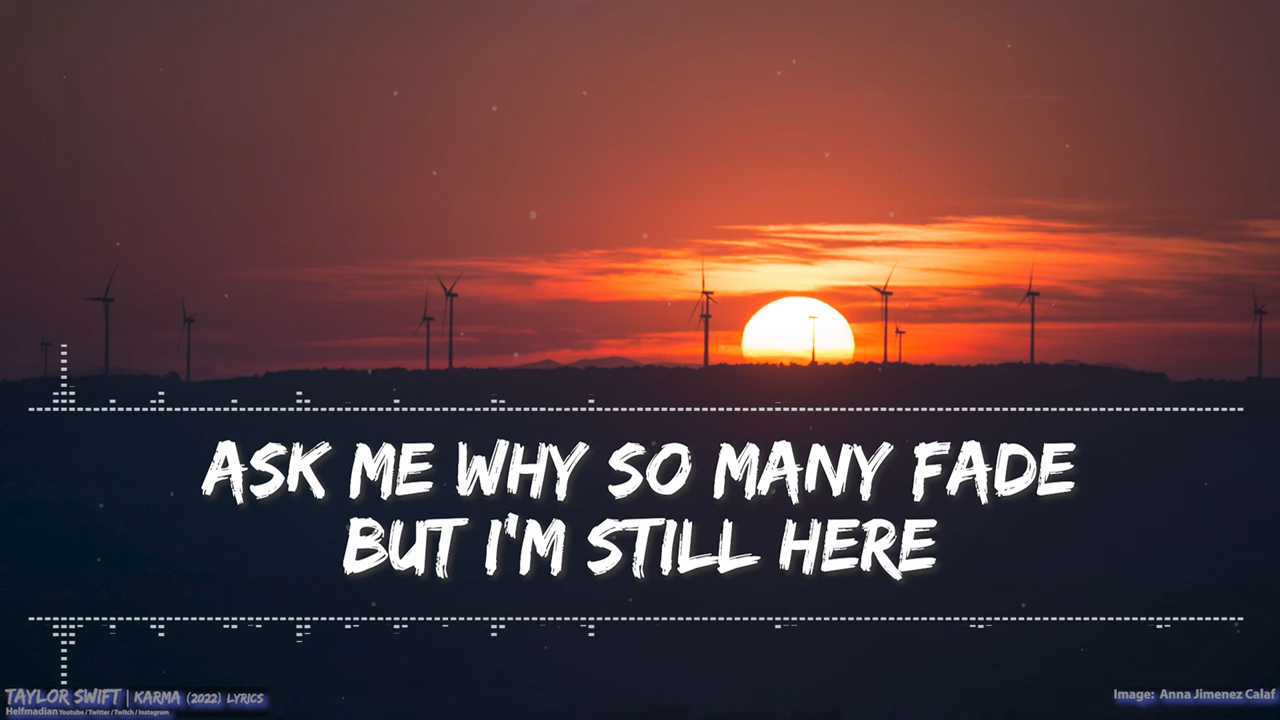 ASK ME WHY SO MANY FADE
BUT I'M STILL HERE
TAYLOR SWIFT | KARMA (2022) LYRICS
Helfmadian Youtube / Twitter / Twitch / Instagram
Image: Anna Jimenez Calaf